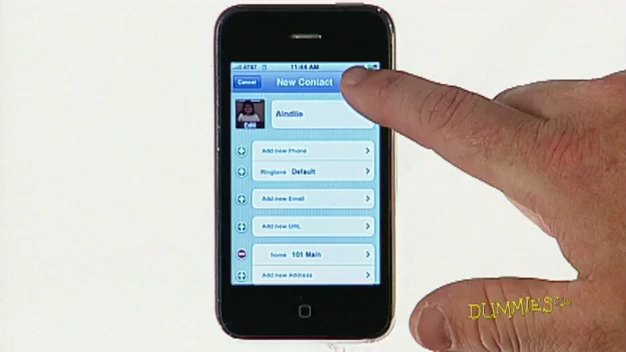 AT&T 11:44 AM
Cancel New Contact
Edit Aindlie
Add new Phone
Ringtone Default
Add new Email
Add new URL
home 101 Main
Add new Address
DUMMIES.com